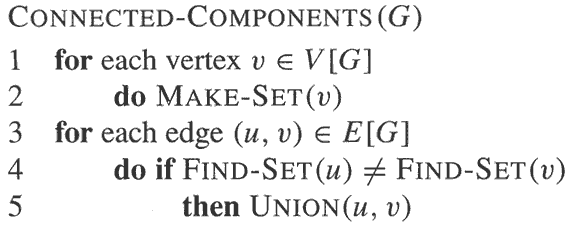 CONNECTED-COMPONENTS(G)
1 for each vertex v ∈ V[G]
2 do MAKE-SET(v)
3 for each edge (u, v) ∈ E[G]
4 do if FIND-SET(u) ≠ FIND-SET(v)
5 then UNION(u, v)